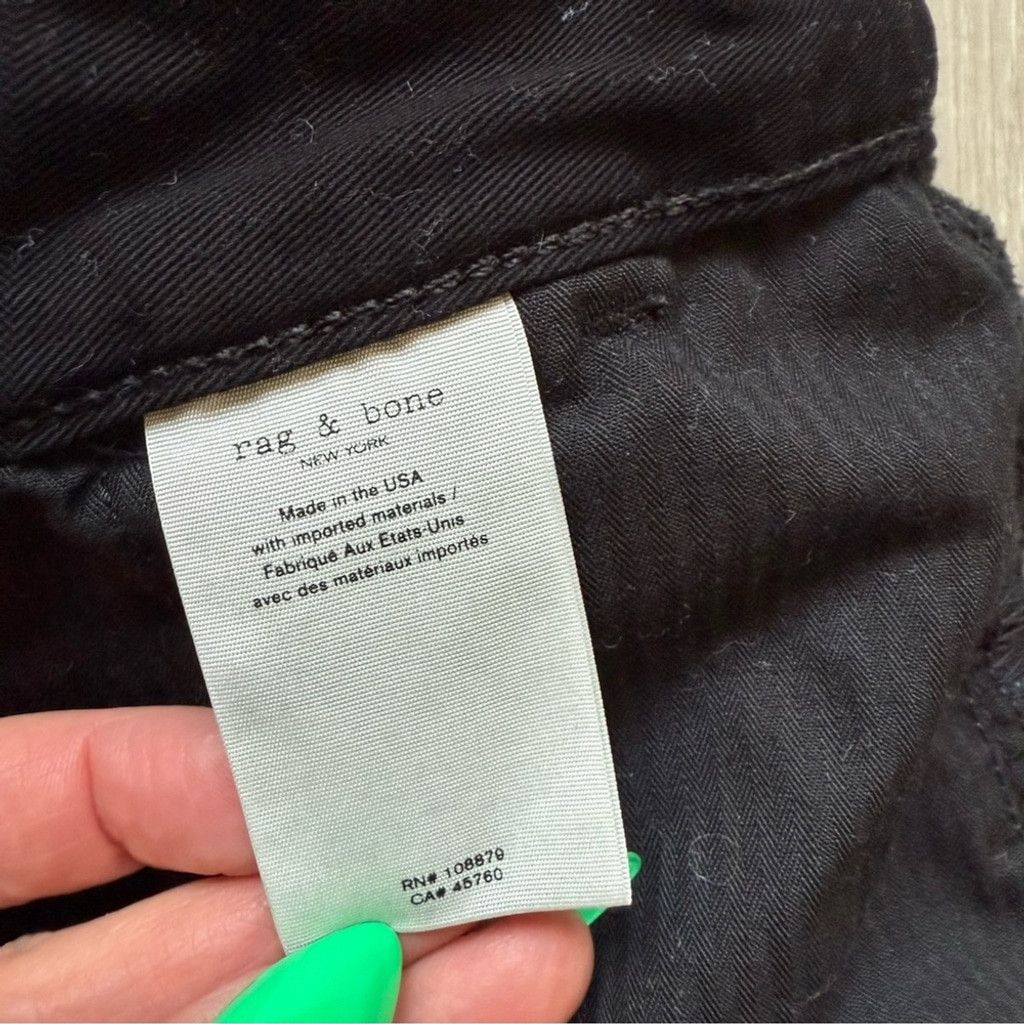 rag & bone
NEW YORK
Made in the USA
with imported materials /
Fabriqué Aux Etats-Unis
avec des matériaux importés
RN# 108879
CA# 45760